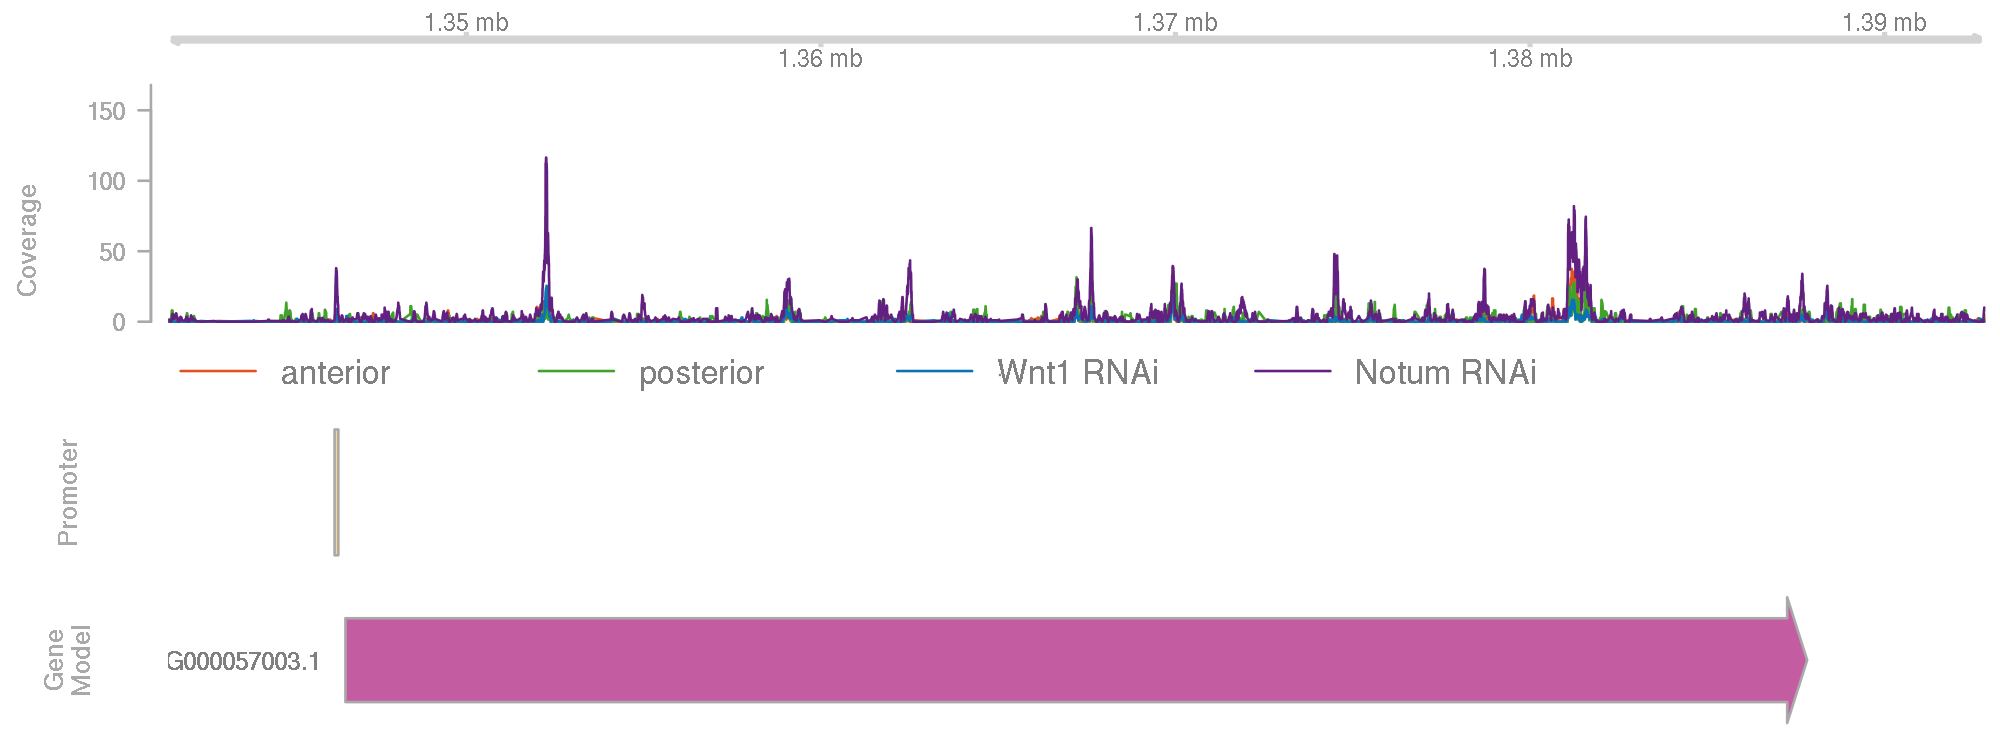 1.35 mb 1.37 mb 1.39 mb
1.36 mb 1.38 mb
Coverage
150
100
50
0
anterior posterior Wnt1 RNAi Notum RNAi
Promoter
Gene
Model
G000057003.1